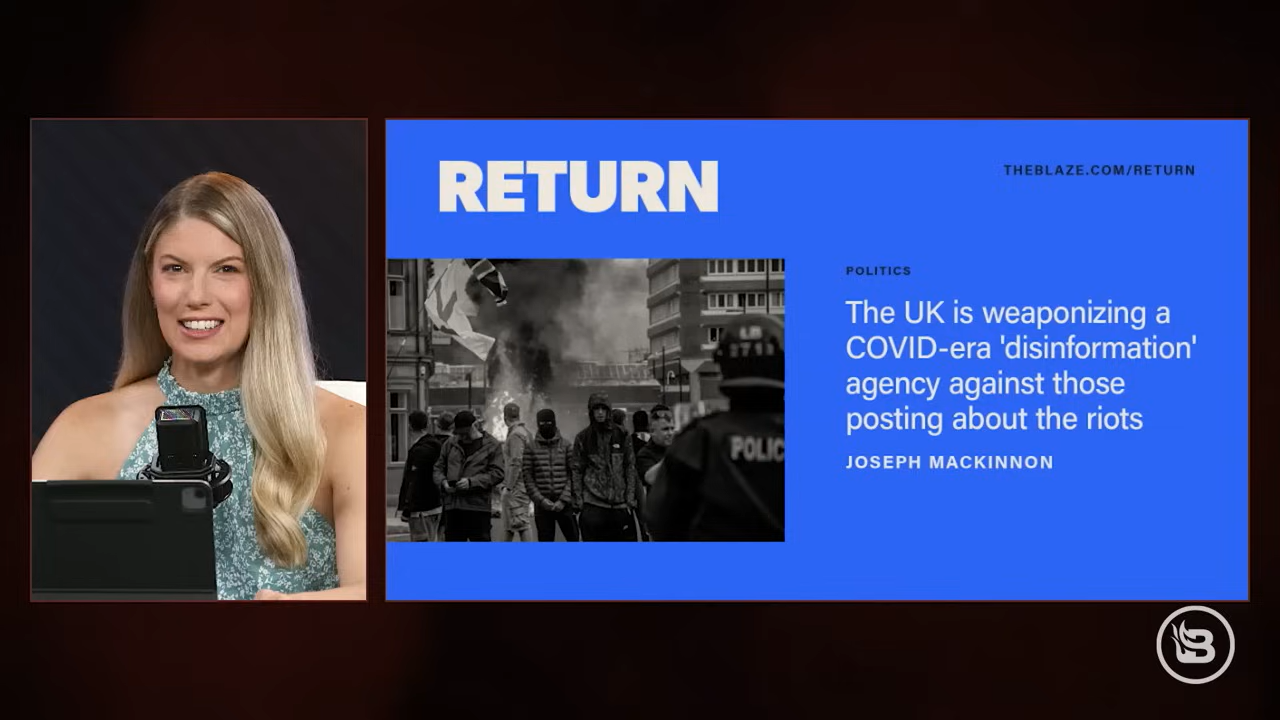 RETURN
THEBLAZE.COM/RETURN
POLITICS
The UK is weaponizing a
COVID-era 'disinformation'
agency against those
posting about the riots
JOSEPH MACKINNON
POLIC
B